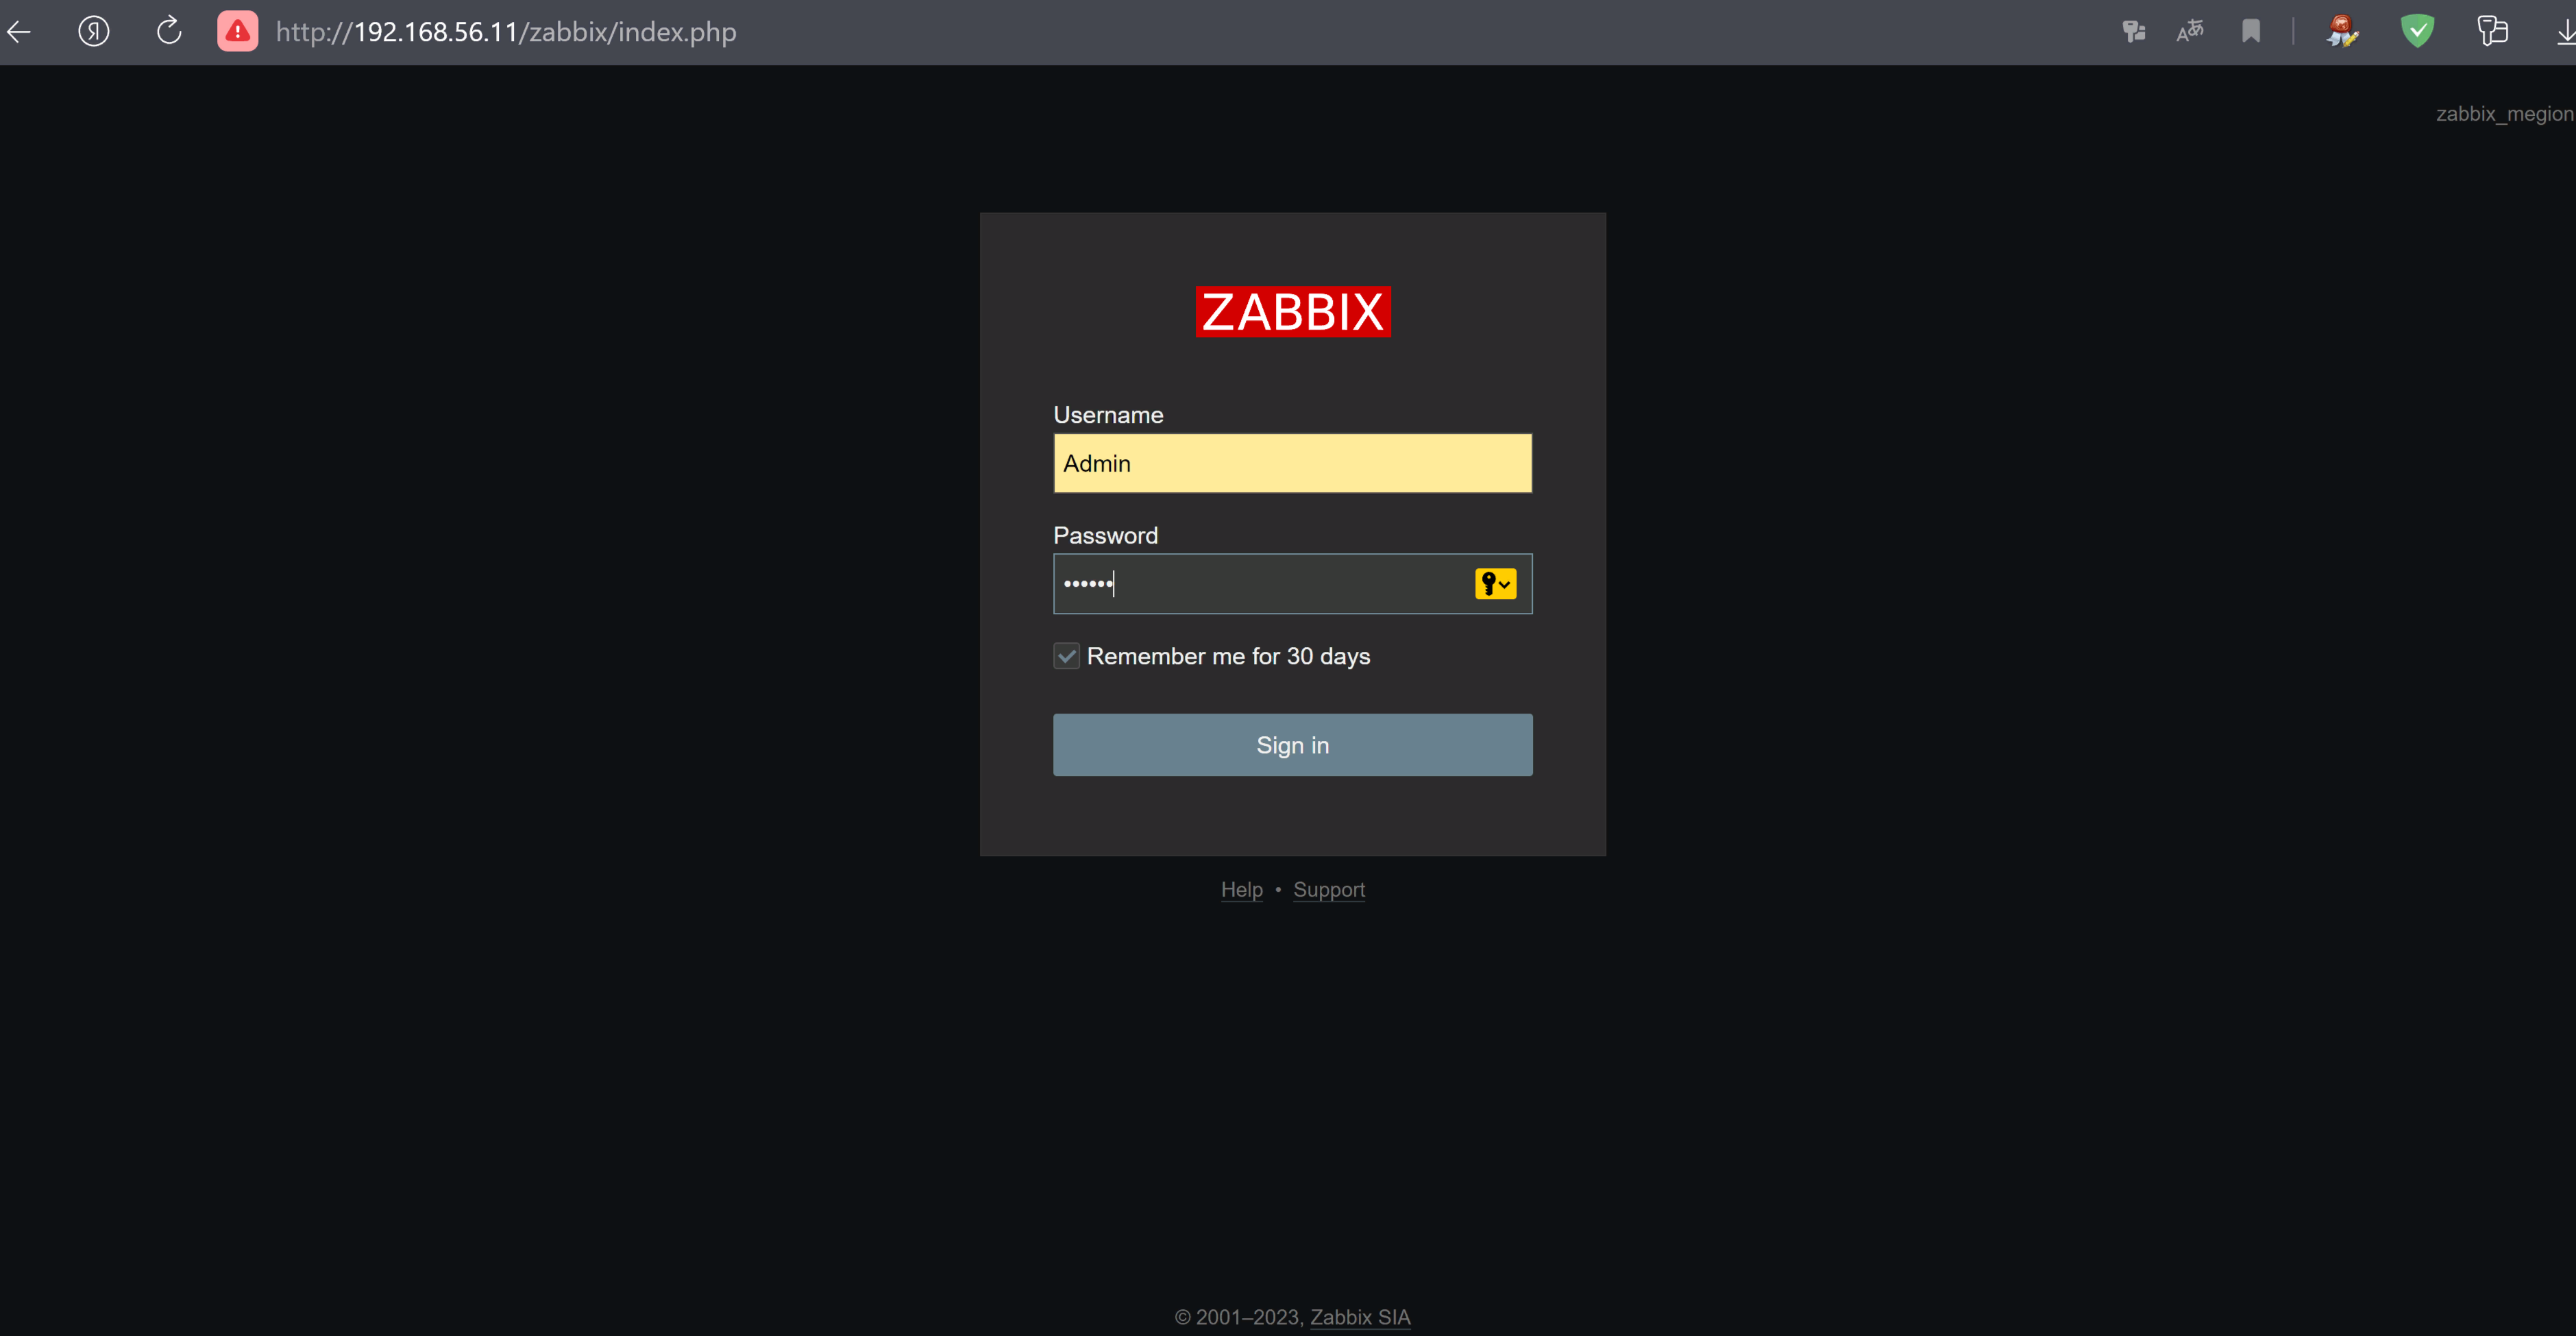 http://192.168.56.11/zabbix/index.php
zabbix_megion
ZABBIX
Username
Admin
Password
••••••
Remember me for 30 days
Sign in
Help • Support
© 2001–2023, Zabbix SIA